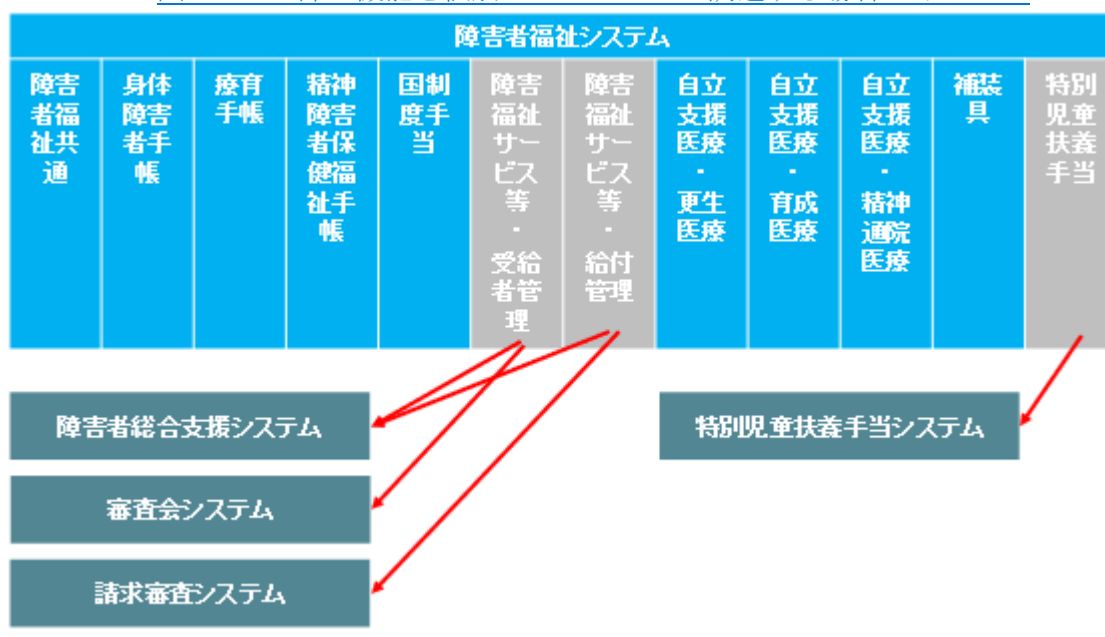 障害者福祉システム
障害
者福
祉共
通
身体
障害
者手
帳
療育
手帳
精神
障害
者保
健福
祉手
帳
国制
度手
当
障害
福祉
サー
ビス
等
・
受給
者管
理
障害
福祉
サー
ビス
等
・
給付
管理
自立
支援
医療
・
更生
医療
自立
支援
医療
・
育成
医療
自立
支援
医療
・
精神
通院
医療
補装
具
特別
児童
扶養
手当
障害者総合支援システム
特別児童扶養手当システム
審査会システム
請求審査システム